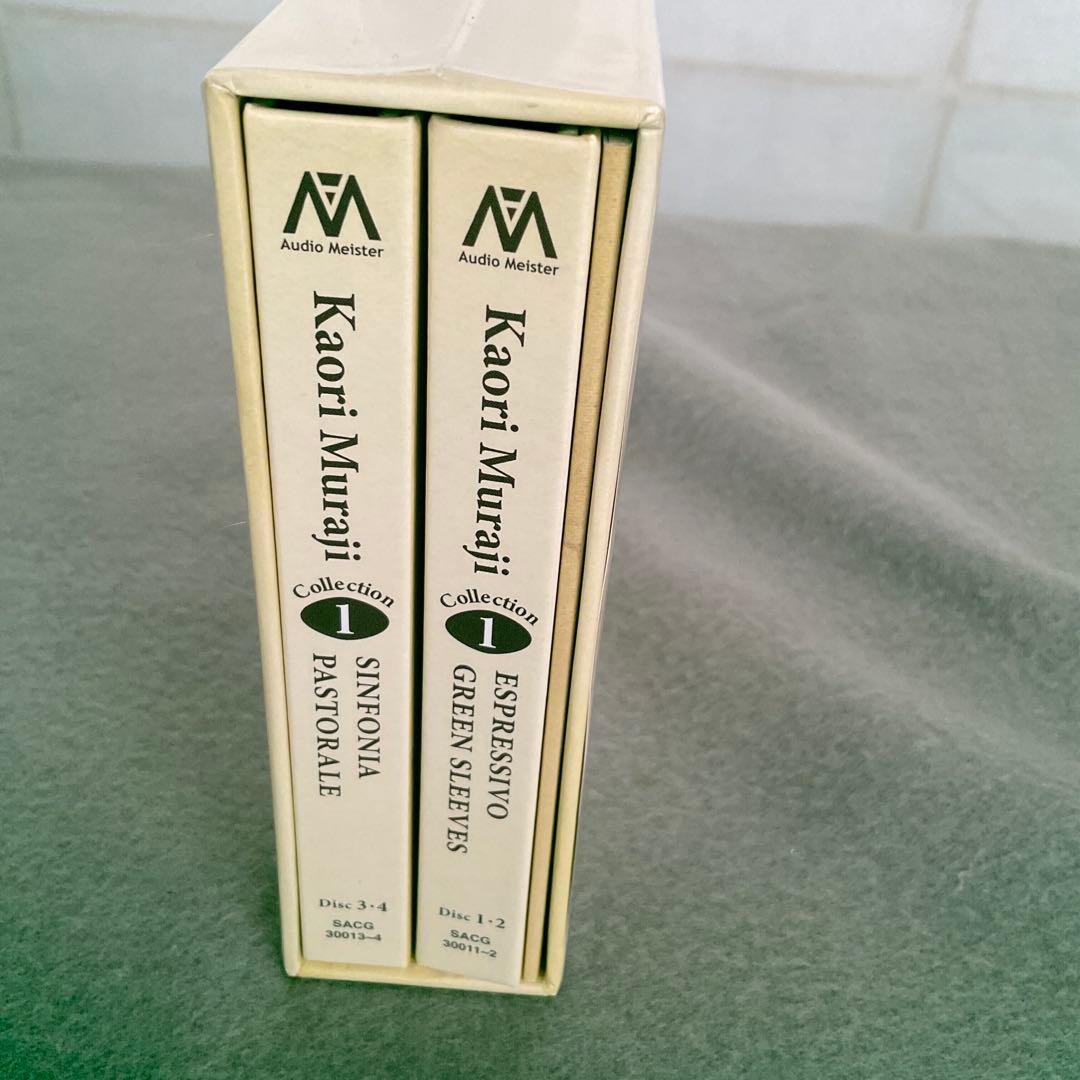 Audio Meister
Kaori Muraji
Collection
1
SINFONIA
PASTORALE
Disc 3・4
SACG
30013~4
Audio Meister
Kaori Muraji
Collection
1
ESPRESSIVO
GREEN SLEEVES
Disc 1・2
SACG
30011~2